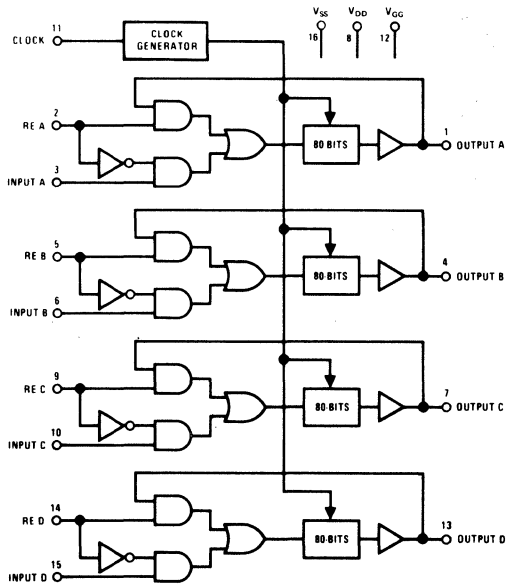 11
CLOCK
CLOCK
GENERATOR
VSS
16
VDD
8
VGG
12
2
RE A
3
INPUT A
80-BITS
1
OUTPUT A
5
RE B
6
INPUT B
80-BITS
4
OUTPUT B
9
RE C
10
INPUT C
80-BITS
7
OUTPUT C
14
RE D
15
INPUT D
80-BITS
13
OUTPUT D